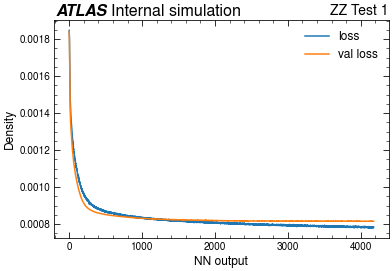 ATLAS Internal simulation
ZZ Test 1
loss
val loss
0.0018
0.0016
0.0014
0.0012
0.0010
0.0008
Density
0 1000 2000 3000 4000
NN output